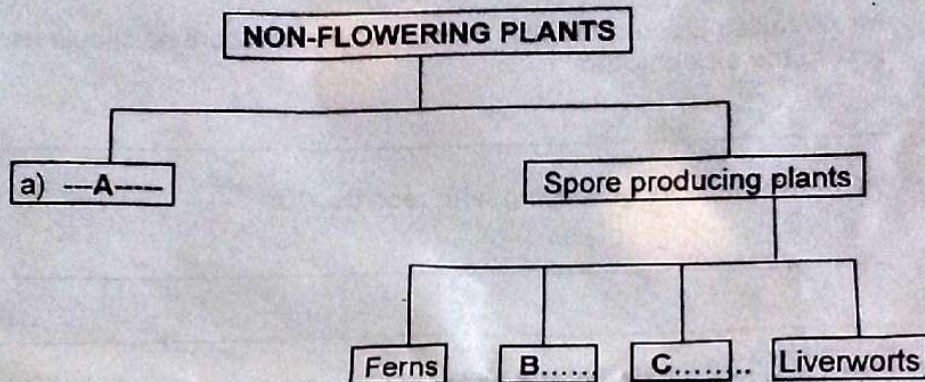 NON-FLOWERING PLANTS
a) ---A-----
Spore producing plants
Ferns
B......
C.........
Liverworts